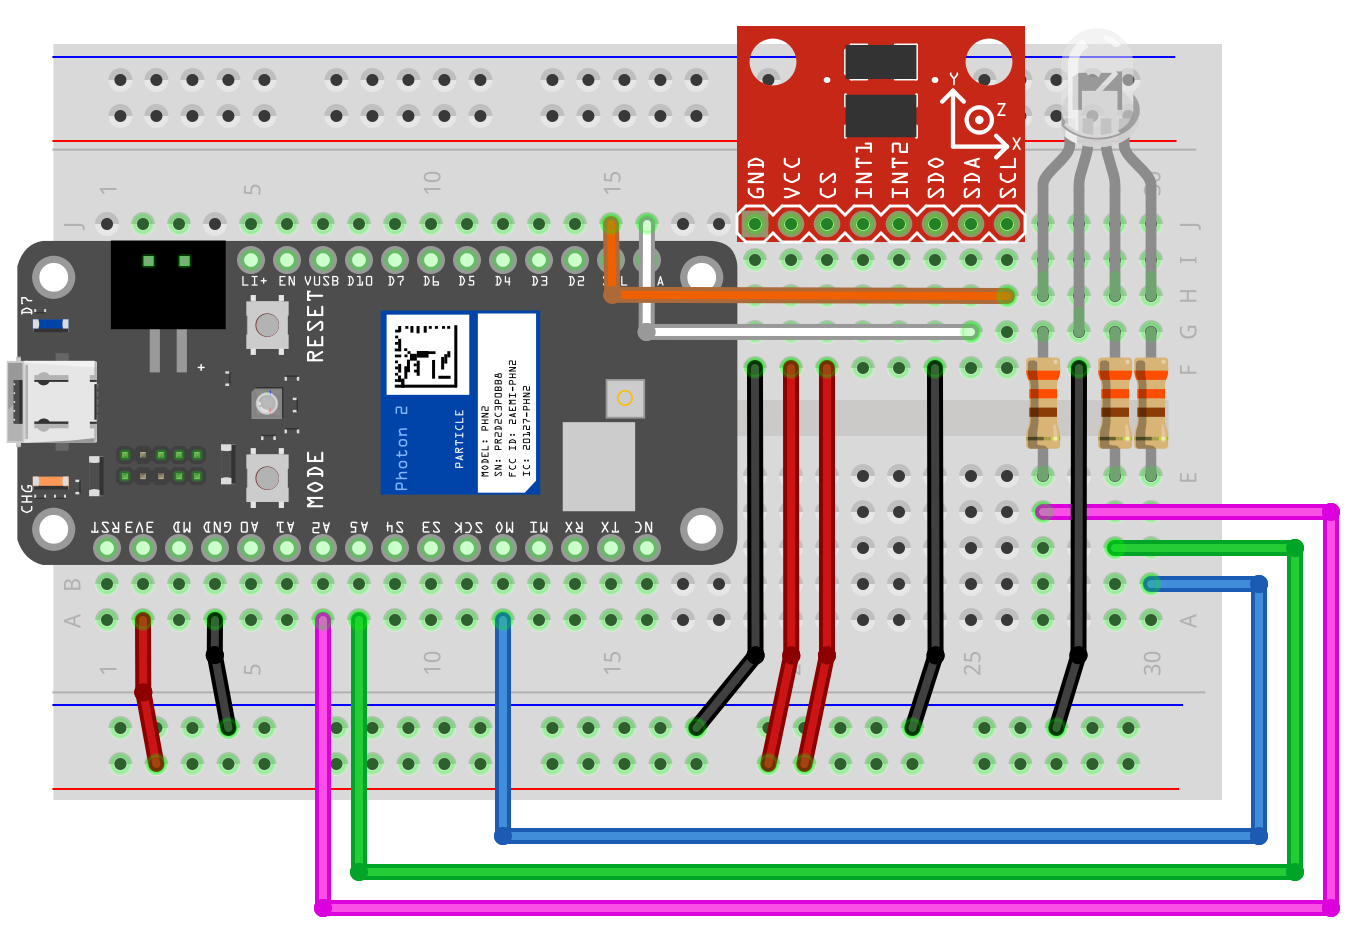 GND VCC CS INT1 INT2 SDO SDA SCL
Y
Z
X
1 5 10 15 30
J J
I
H
G
F
E
LI+ EN VUSB D10 D7 D6 D5 D4 D3 D2
D7
RESET
+
MODE
CHG
Photon 2
PARTICLE
MODEL: PHN2
SN: PR2D2C3POBB8
FCC ID: 2AEMI-PHN2
IC: 20127-PHN2
RST 3V3 MD GND A0 A1 A2 A5 S4 S3 SCK MO MI RX TX NC
B
A A
1 5 10 15 25 30